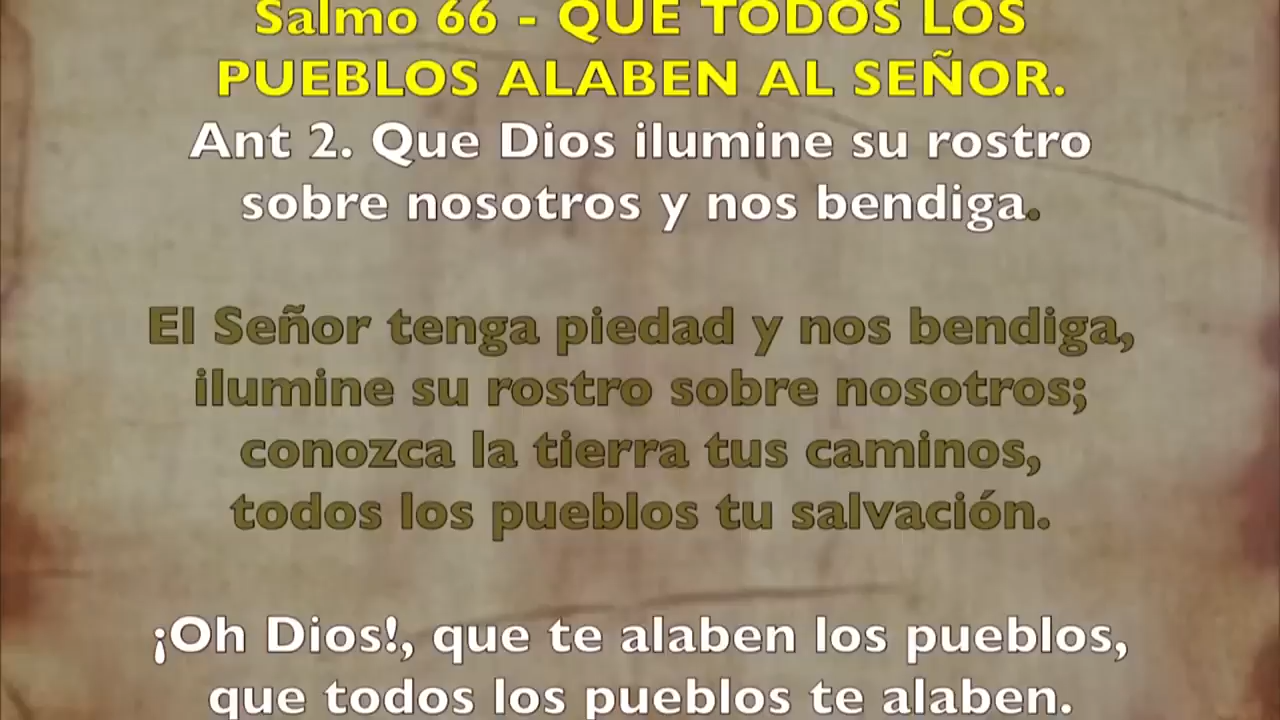 Salmo 66 - QUE TODOS LOS
PUEBLOS ALABEN AL SEÑOR.
Ant 2. Que Dios ilumine su rostro
sobre nosotros y nos bendiga.
El Señor tenga piedad y nos bendiga,
ilumine su rostro sobre nosotros;
conozca la tierra tus caminos,
todos los pueblos tu salvación.
¡Oh Dios!, que te alaben los pueblos,
que todos los pueblos te alaben.